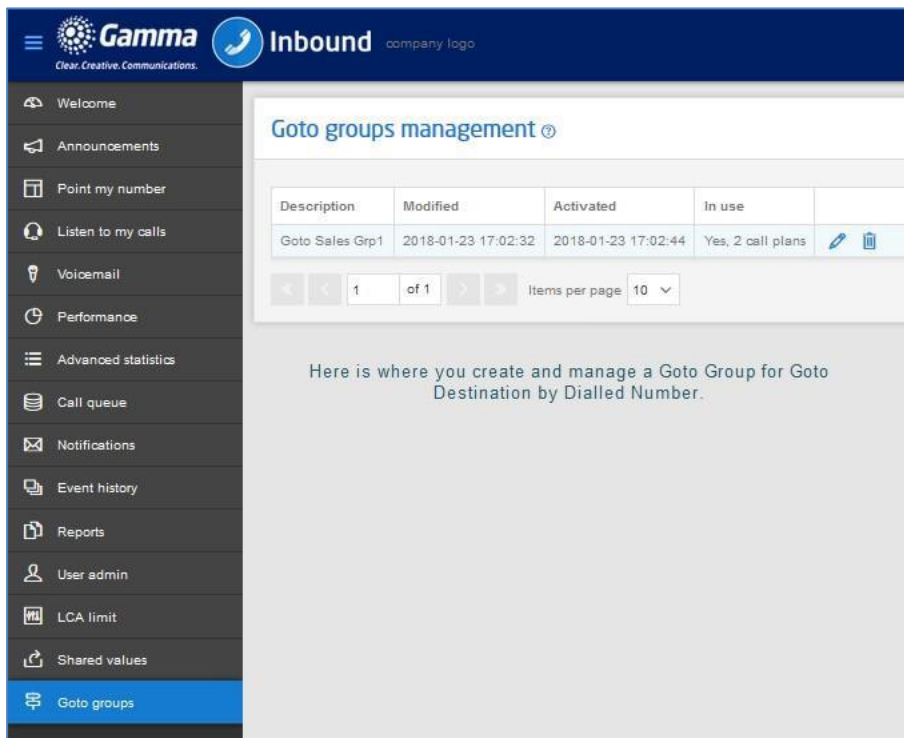 Gamma
Clear. Creative. Communications.
Inbound company logo
Welcome
Announcements
Point my number
Listen to my calls
Voicemail
Performance
Advanced statistics
Call queue
Notifications
Event history
Reports
User admin
LCA limit
Shared values
Goto groups
Goto groups management ?
Description Modified Activated In use
Goto Sales Grp1 2018-01-23 17:02:32 2018-01-23 17:02:44 Yes, 2 call plans
1 of 1 Items per page 10
Here is where you create and manage a Goto Group for Goto
Destination by Dialled Number.